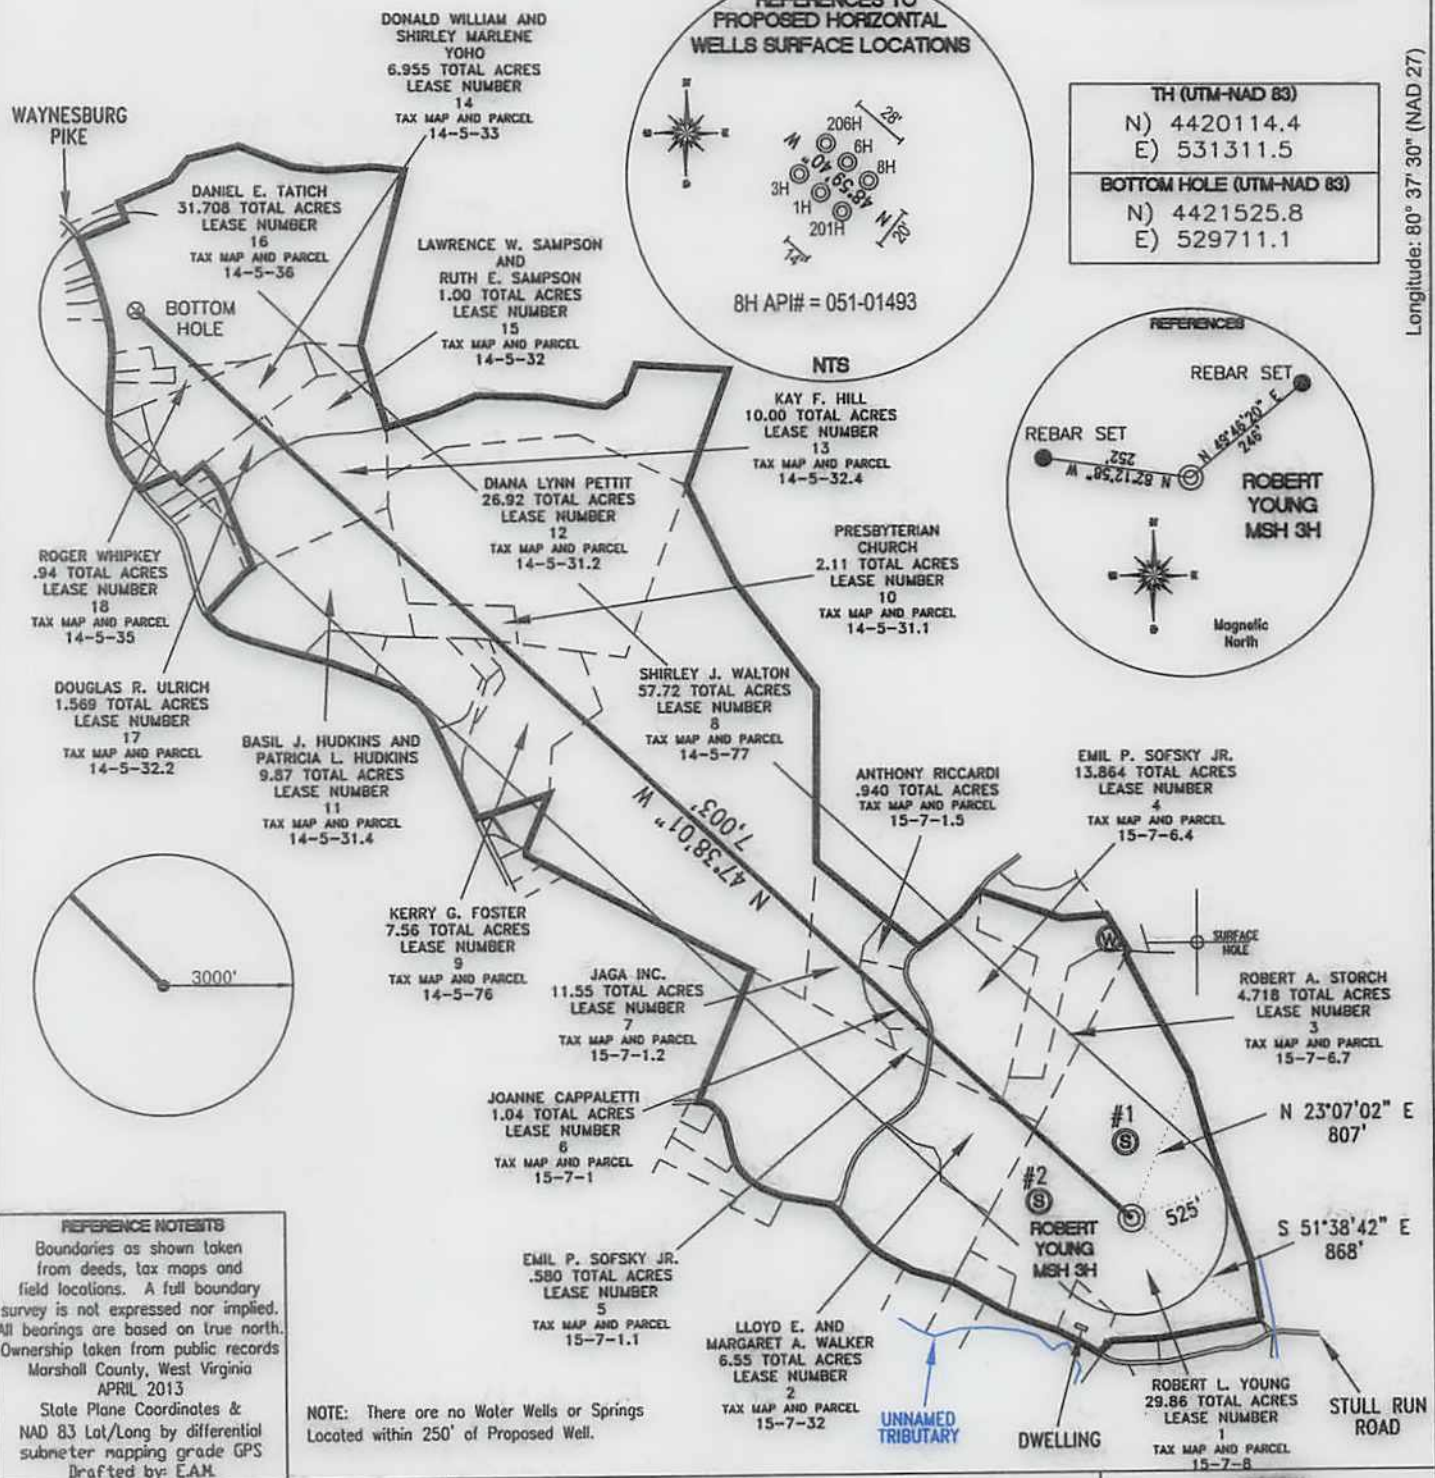 DONALD WILLIAM AND
SHIRLEY MARLENE
YOHO
6.955 TOTAL ACRES
LEASE NUMBER
14
TAX MAP AND PARCEL
14-5-33
REFERENCES TO
PROPOSED HORIZONTAL
WELLS SURFACE LOCATIONS
206H
28'
6H
8H
3H
1H
201H
N 48°59'40" W
20'
14"
8H API# = 051-01493
NTS
TH (UTM-NAD 83)
N) 4420114.4
E) 531311.5
BOTTOM HOLE (UTM-NAD 83)
N) 4421525.8
E) 529711.1
Longitude: 80° 37' 30" (NAD 27)
WAYNESBURG
PIKE
DANIEL E. TATICH
31.708 TOTAL ACRES
LEASE NUMBER
16
TAX MAP AND PARCEL
14-5-36
LAWRENCE W. SAMPSON
AND
RUTH E. SAMPSON
1.00 TOTAL ACRES
LEASE NUMBER
15
TAX MAP AND PARCEL
14-5-32
BOTTOM
HOLE
REFERENCES
REBAR SET
REBAR SET
N 49°46'20" E
246'
252'
N 82°12'58" W
ROBERT
YOUNG
MSH 3H
Magnetic
North
KAY F. HILL
10.00 TOTAL ACRES
LEASE NUMBER
13
TAX MAP AND PARCEL
14-5-32.4
DIANA LYNN PETTIT
26.92 TOTAL ACRES
LEASE NUMBER
12
TAX MAP AND PARCEL
14-5-31.2
PRESBYTERIAN
CHURCH
2.11 TOTAL ACRES
LEASE NUMBER
10
TAX MAP AND PARCEL
14-5-31.1
ROGER WHIPKEY
.94 TOTAL ACRES
LEASE NUMBER
18
TAX MAP AND PARCEL
14-5-35
DOUGLAS R. ULRICH
1.569 TOTAL ACRES
LEASE NUMBER
17
TAX MAP AND PARCEL
14-5-32.2
BASIL J. HUDKINS AND
PATRICIA L. HUDKINS
9.87 TOTAL ACRES
LEASE NUMBER
11
TAX MAP AND PARCEL
14-5-31.4
SHIRLEY J. WALTON
57.72 TOTAL ACRES
LEASE NUMBER
8
TAX MAP AND PARCEL
14-5-77
N 47°38'01" W
7,003'
ANTHONY RICCARDI
.940 TOTAL ACRES
TAX MAP AND PARCEL
15-7-1.5
EMIL P. SOFSKY JR.
13.864 TOTAL ACRES
LEASE NUMBER
4
TAX MAP AND PARCEL
15-7-6.4
3000'
KERRY G. FOSTER
7.56 TOTAL ACRES
LEASE NUMBER
9
TAX MAP AND PARCEL
14-5-76
W
SURFACE
HOLE
JAGA INC.
11.55 TOTAL ACRES
LEASE NUMBER
7
TAX MAP AND PARCEL
15-7-1.2
ROBERT A. STORCH
4.718 TOTAL ACRES
LEASE NUMBER
3
TAX MAP AND PARCEL
15-7-6.7
JOANNE CAPPALETTI
1.04 TOTAL ACRES
LEASE NUMBER
6
TAX MAP AND PARCEL
15-7-1
#1
S
N 23°07'02" E
807'
#2
S
ROBERT
YOUNG
MSH 3H
525'
S 51°38'42" E
868'
EMIL P. SOFSKY JR.
.580 TOTAL ACRES
LEASE NUMBER
5
TAX MAP AND PARCEL
15-7-1.1
LLOYD E. AND
MARGARET A. WALKER
6.55 TOTAL ACRES
LEASE NUMBER
2
TAX MAP AND PARCEL
15-7-32
UNNAMED
TRIBUTARY
DWELLING
ROBERT L. YOUNG
29.86 TOTAL ACRES
LEASE NUMBER
1
TAX MAP AND PARCEL
15-7-8
STULL RUN
ROAD
REFERENCE NOTENTS
Boundaries as shown taken
from deeds, tax maps and
field locations. A full boundary
survey is not expressed nor implied.
All bearings are based on true north.
Ownership taken from public records
Marshall County, West Virginia
APRIL 2013
State Plane Coordinates &
NAD 83 Lat/Long by differential
submeter mapping grade GPS
Drafted by: E.A.M.
NOTE: There are no Water Wells or Springs
Located within 250' of Proposed Well.